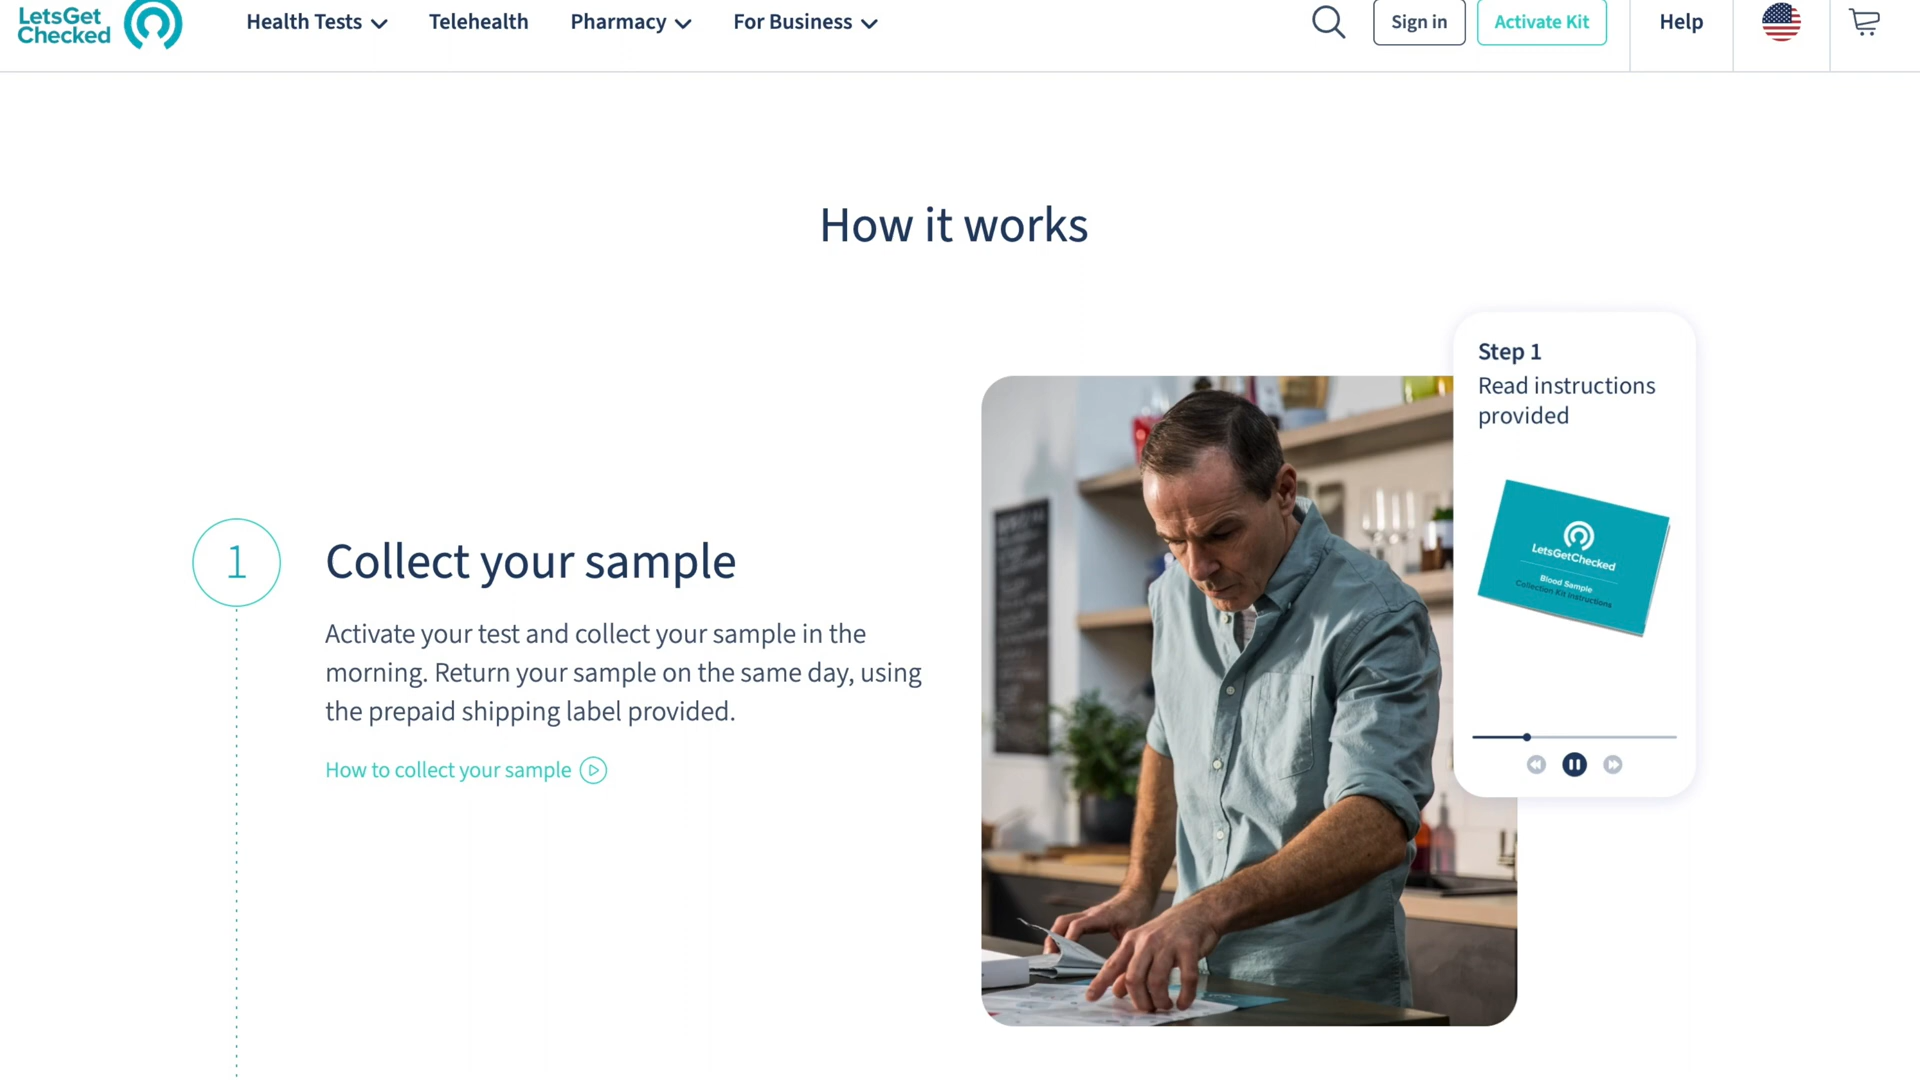 LetsGet
Checked
Health Tests
Telehealth
Pharmacy
For Business
Sign in
Activate Kit
Help
How it works
Step 1
Read instructions
provided
LetsGetChecked
Blood Sample
Collection Kit Instructions
1
Collect your sample
Activate your test and collect your sample in the
morning. Return your sample on the same day, using
the prepaid shipping label provided.
How to collect your sample